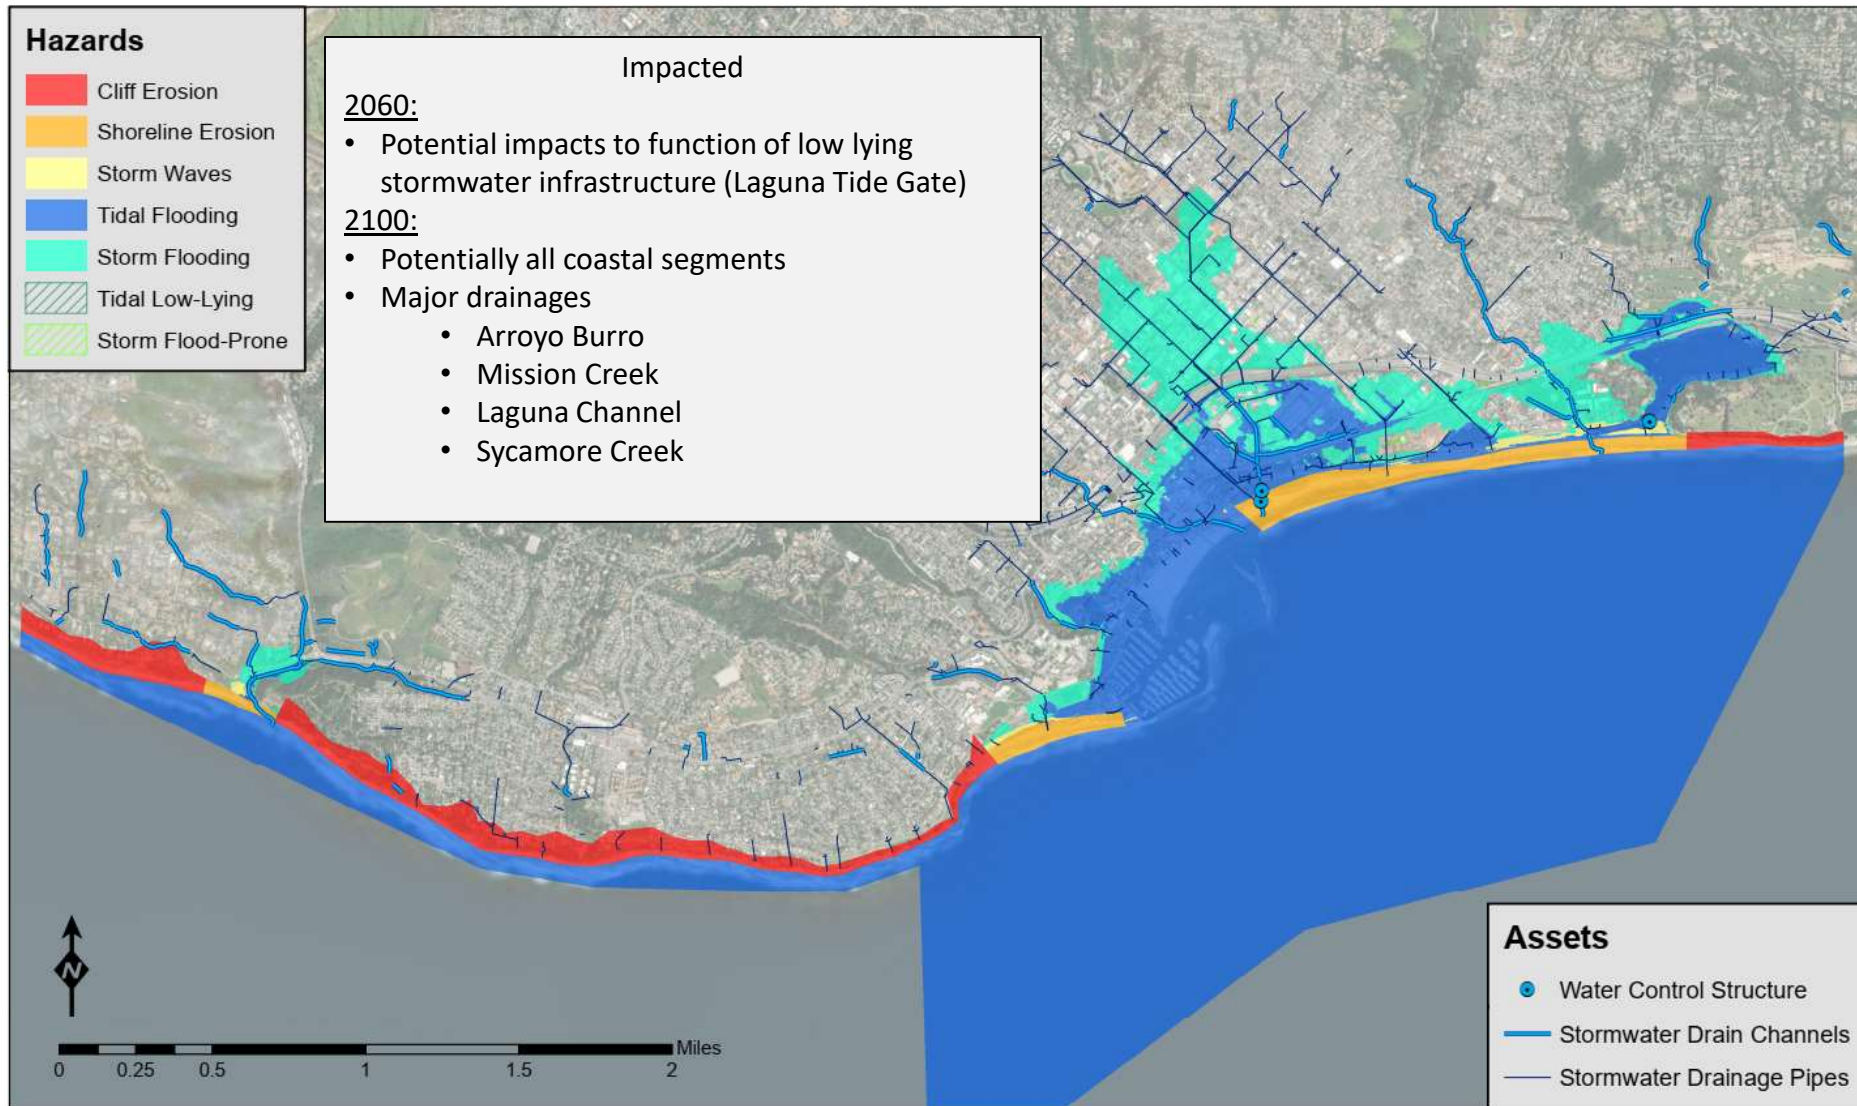 Hazards
Cliff Erosion
Shoreline Erosion
Storm Waves
Tidal Flooding
Storm Flooding
Tidal Low-Lying
Storm Flood-Prone
Impacted
2060:
• Potential impacts to function of low lying
stormwater infrastructure (Laguna Tide Gate)
2100:
• Potentially all coastal segments
• Major drainages
• Arroyo Burro
• Mission Creek
• Laguna Channel
• Sycamore Creek
N
Miles
0 0.25 0.5 1 1.5 2
Assets
Water Control Structure
Stormwater Drain Channels
Stormwater Drainage Pipes